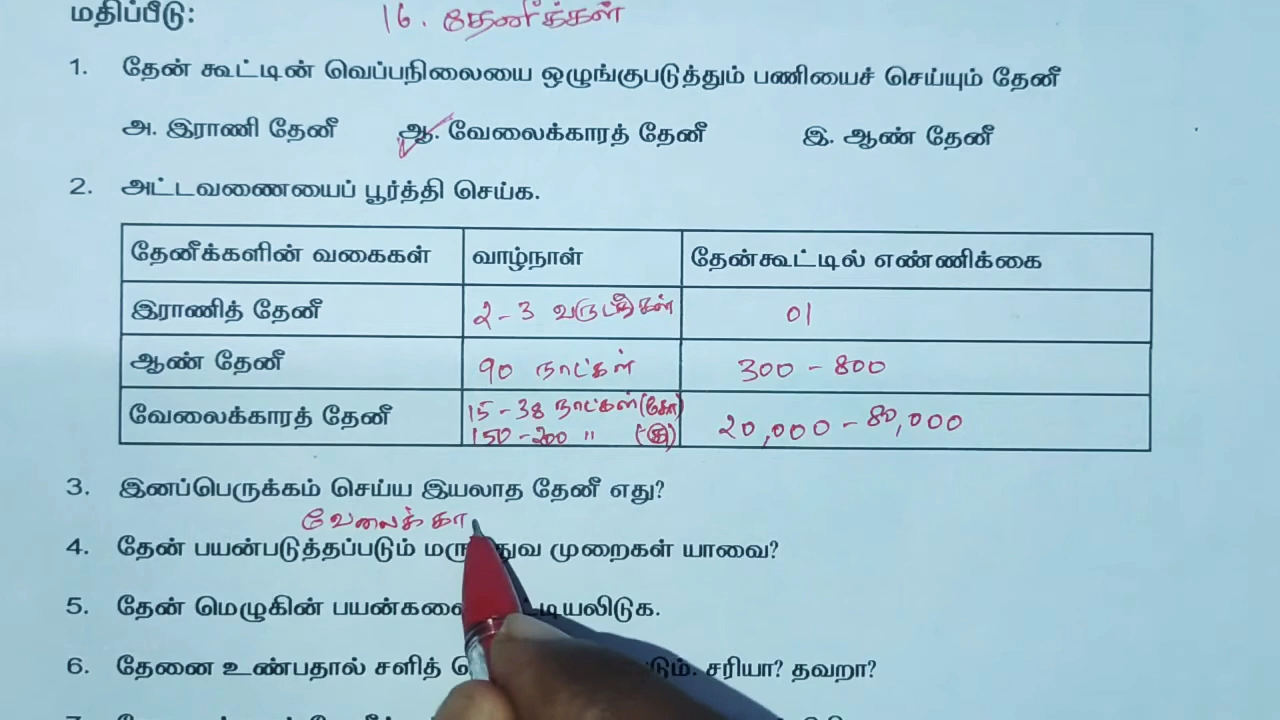 மதிப்பீடு: 16. தேனீக்கள்
1. தேன் கூட்டின் வெப்பநிலையை ஒழுங்குபடுத்தும் பணியைச் செய்யும் தேனீ
அ. இராணி தேனீ ஆ. வேலைக்காரத் தேனீ இ. ஆண் தேனீ
2. அட்டவணையைப் பூர்த்தி செய்க.
தேனீக்களின் வகைகள் வாழ்நாள் தேன்கூட்டில் எண்ணிக்கை
இராணித் தேனீ 2-3 வருடங்கள் 01
ஆண் தேனீ 90 நாட்கள் 300 - 800
வேலைக்காரத் தேனீ 15-38 நாட்கள் (கோ) 20,000 - 80,000
150-200 " (கு)
3. இனப்பெருக்கம் செய்ய இயலாத தேனீ எது?
வேலைக் கா
4. தேன் பயன்படுத்தப்படும் முறைகள் யாவை?
5. தேன் மெழுகின்
6. தேனை உண்பதால் சளித் சரியா? தவறா?